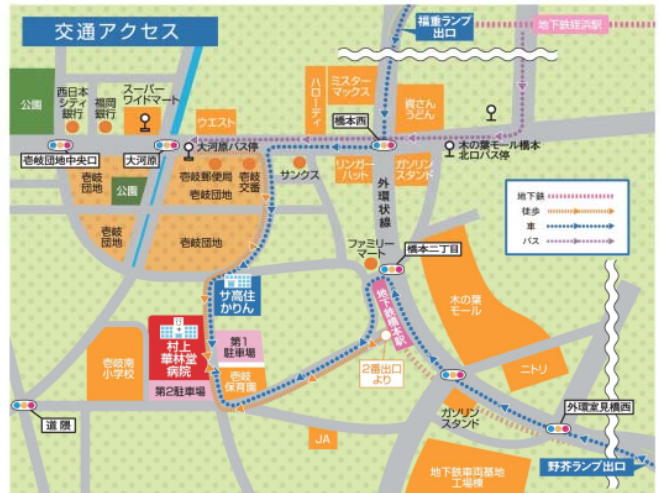 交通アクセス
福重ランプ
出口
地下鉄姪浜駅
公園
西日本
シティ
銀行
福岡
銀行
スーパー
ワイドマート
ウエスト
ハローデイ
ミスター
マックス
資さん
うどん
橋本西
壱岐団地中央口
大河原
大河原バス停
木の葉モール橋本
北口バス停
壱岐
団地
公園
壱岐郵便局
壱岐団地
壱岐
交番
サンクス
リンガー
ハット
ガソリン
スタンド
外環状線
地下鉄
徒歩
車
バス
壱岐
団地
壱岐団地
ファミリー
マート
橋本二丁目
サ高住
かりん
木の葉
モール
地下鉄橋本駅
村上
華林堂
病院
第1
駐車場
壱岐南
小学校
第2駐車場
壱岐
保育園
2番出口
より
ニトリ
道隈
JA
ガソリン
スタンド
外環室見橋西
地下鉄車両基地
工場棟
野芥ランプ出口